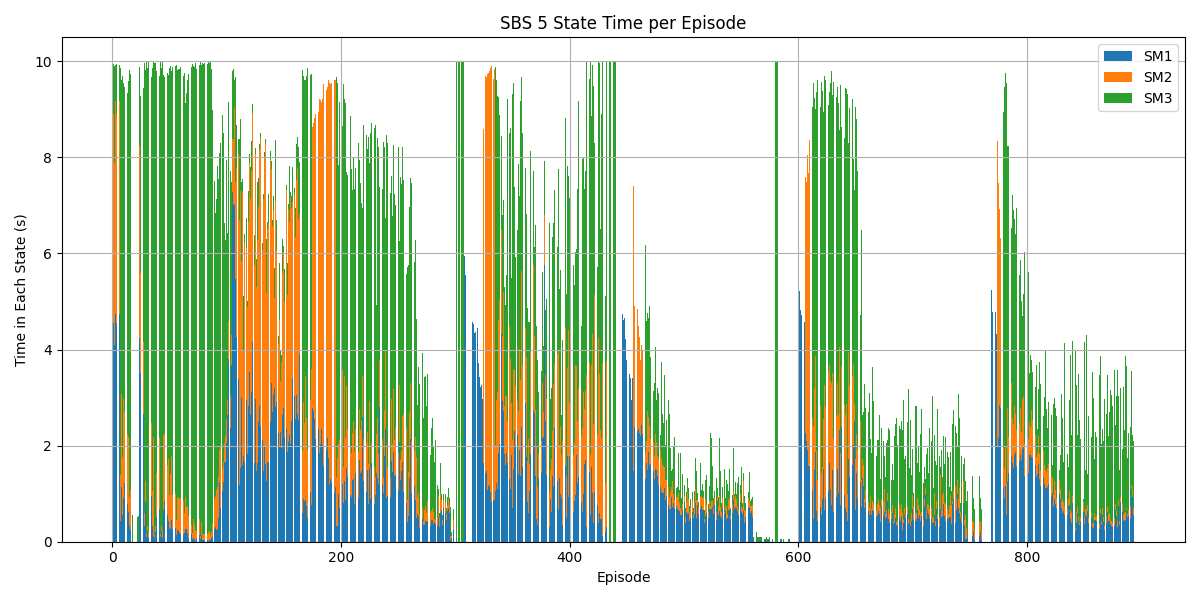 SBS 5 State Time per Episode
Time in Each State (s)
10
8
6
4
2
0
0 200 400 600 800
Episode
SM1
SM2
SM3